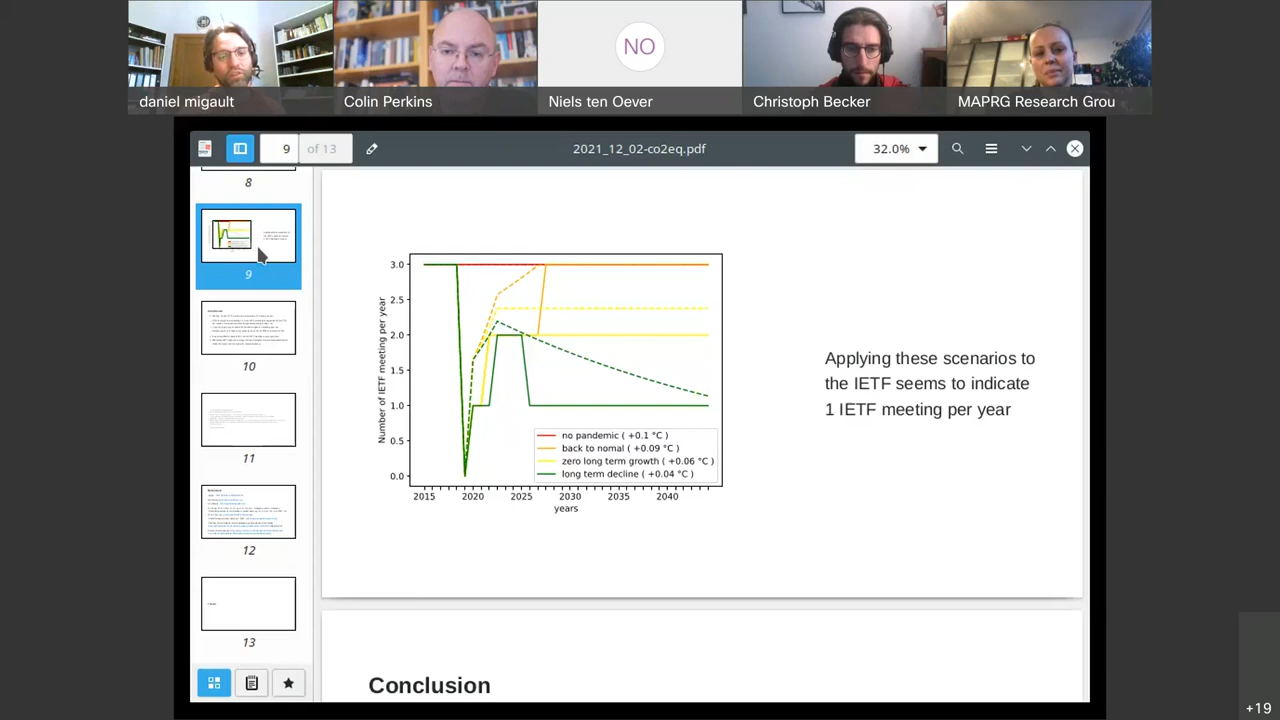 NO
daniel migault
Colin Perkins
Niels ten Oever
Christoph Becker
MAPRG Research Grou
9 of 13
2021_12_02-co2eq.pdf
32.0%
8
9
10
11
12
13
Number of IETF meeting per year
3.0
2.5
2.0
1.5
1.0
0.5
0.0
no pandemic ( +0.1 °C )
back to nomal ( +0.09 °C )
zero long term growth ( +0.06 °C )
long term decline ( +0.04 °C )
2015 2020 2025 2030 2035 2040
years
Applying these scenarios to
the IETF seems to indicate
1 IETF meeting per year
Conclusion
+19